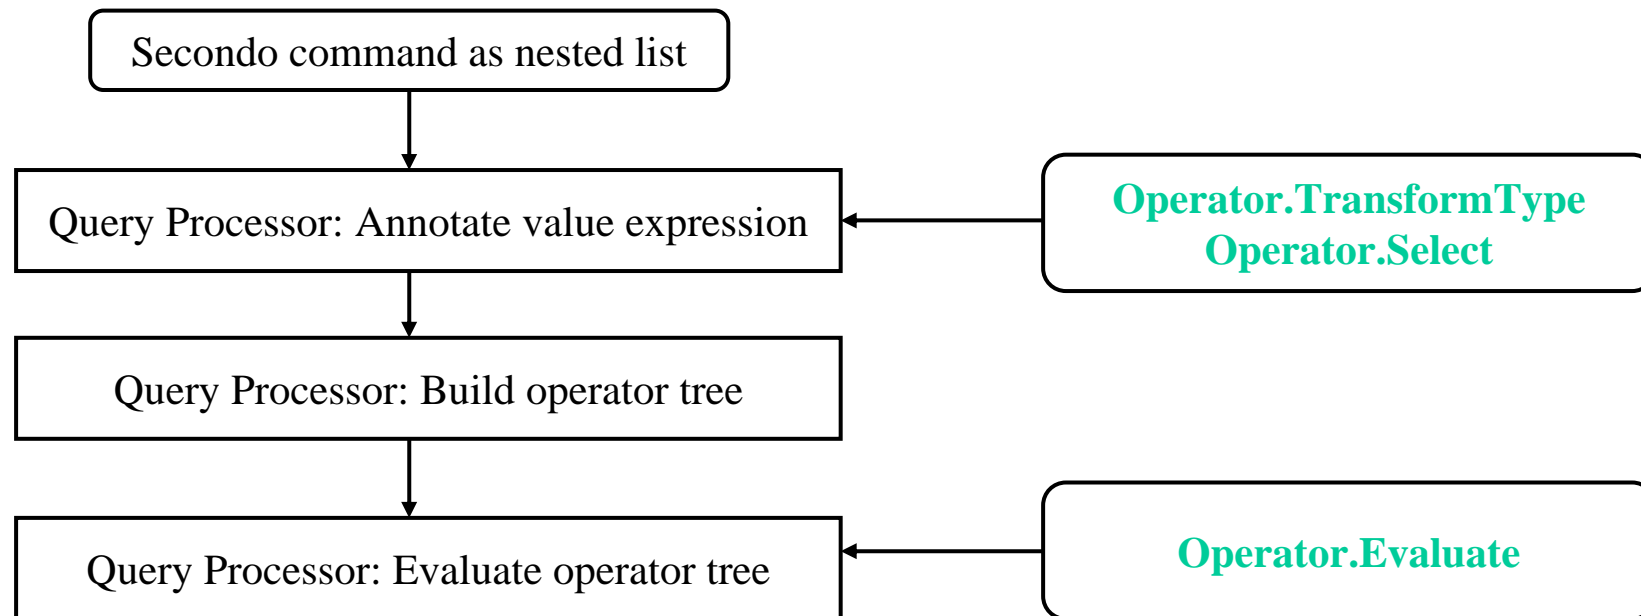 Secondo command as nested list
Query Processor: Annotate value expression
Operator.TransformType
Operator.Select
Query Processor: Build operator tree
Query Processor: Evaluate operator tree
Operator.Evaluate